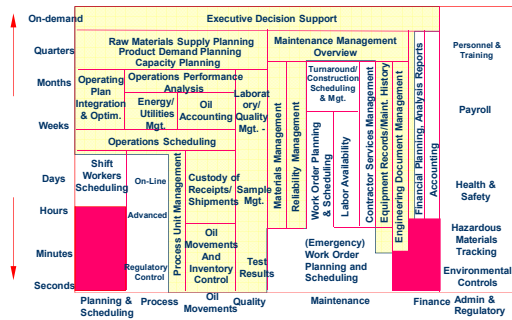 On-demand
Executive Decision Support
Quarters
Raw Materials Supply Planning
Product Demand Planning
Capacity Planning
Maintenance Management
Overview
Personnel &
Training
Months
Operating
Plan
Integration
& Optim.
Operations Performance
Analysis
Energy/
Utilities
Mgt.
Oil
Accounting
Laborat
ory/
Quality
Mgt. -
Turnaround/
Construction
Scheduling
& Mgt.
Payroll
Weeks
Operations Scheduling
Materials Management
Reliability Management
Work Order Planning
& Scheduling
Labor Availability
Contractor Services Management
Equipment Records/Maint. History
Engineering Document Management
Financial Planning, Analysis Reports
Accounting
Days
Shift
Workers
Scheduling
On-Line
Process Unit Management
Custody of
Receipts/
Shipments
Sample
Mgt.
Health &
Safety
Hours
Advanced
Hazardous
Materials
Tracking
Minutes
Oil
Movements
And
Inventory
Control
(Emergency)
Work Order
Planning and
Scheduling
Regulatory
Control
Test
Results
Environmental
Controls
Seconds
Planning &
Scheduling
Process
Oil
Movements
Quality
Maintenance
Finance
Admin &
Regulatory